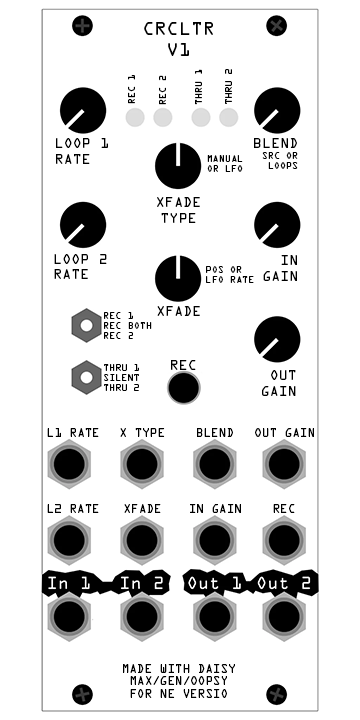 CRCLTR
V1
REC 1
REC 2
THRU 1
THRU 2
LOOP 1
RATE
MANUAL
OR LFO
BLEND
SRC OR
LOOPS
XFADE
TYPE
LOOP 2
RATE
POS OR
LFO RATE
IN
GAIN
XFADE
REC 1
REC BOTH
REC 2
THRU 1
SILENT
THRU 2
REC
OUT
GAIN
L1 RATE
X TYPE
BLEND
OUT GAIN
L2 RATE
XFADE
IN GAIN
REC
In 1
In 2
Out 1
Out 2
MADE WITH DAISY
MAX/GEN/OOPSY
FOR NE VERSIO